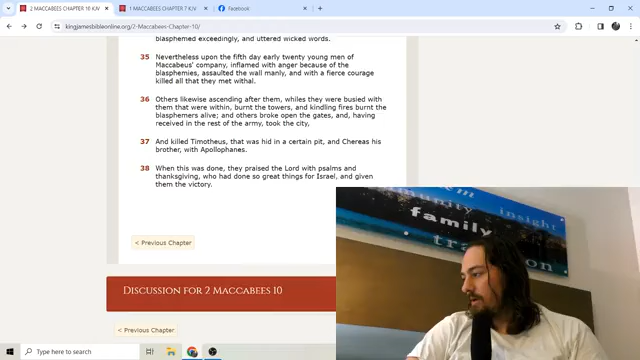 2 MACCABEES CHAPTER 10 KJV
1 MACCABEES CHAPTER 7 KJV
Facebook
kingjamesbibleonline.org/2-Maccabees-Chapter-10/
blasphemed exceedingly, and uttered wicked words.
35 Nevertheless upon the fifth day early twenty young men of
Maccabeus' company, inflamed with anger because of the
blasphemies, assaulted the wall manly, and with a fierce courage
killed all that they met withal.
36 Others likewise ascending after them, whiles they were busied with
them that were within, burnt the towers, and kindling fires burnt the
blasphemers alive; and others broke open the gates, and, having
received in the rest of the army, took the city,
37 And killed Timotheus, that was hid in a certain pit, and Chereas his
brother, with Apollophanes.
38 When this was done, they praised the Lord with psalms and
thanksgiving, who had done so great things for Israel, and given
them the victory.
< Previous Chapter
DISCUSSION FOR 2 MACCABEES 10
< Previous Chapter
Type here to search
insight
community
family